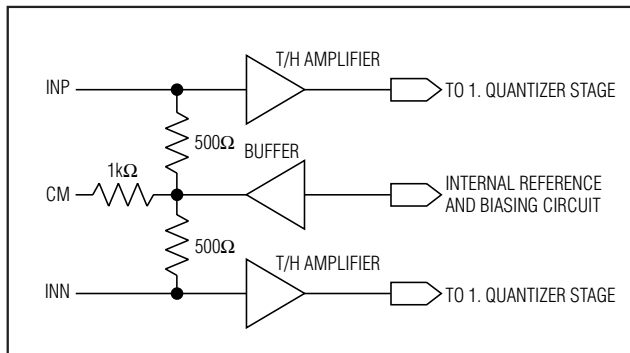 T/H AMPLIFIER
INP
TO 1. QUANTIZER STAGE
500Ω
BUFFER
1kΩ
CM
INTERNAL REFERENCE
AND BIASING CIRCUIT
500Ω
T/H AMPLIFIER
INN
TO 1. QUANTIZER STAGE